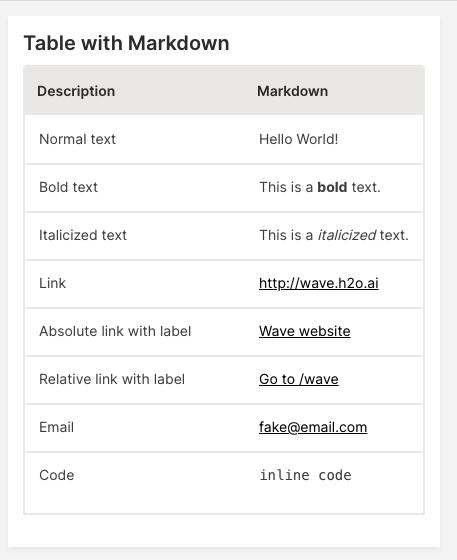 Table with Markdown
Description Markdown
Normal text Hello World!
Bold text This is a bold text.
Italicized text This is a italicized text.
Link http://wave.h2o.ai
Absolute link with label Wave website
Relative link with label Go to /wave
Email fake@email.com
Code inline code